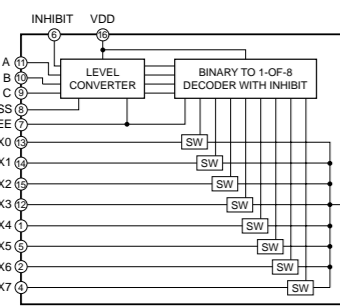 INHIBIT VDD
6 16
A 11
B 10
C 9
SS 8
EE 7
LEVEL CONVERTER
BINARY TO 1-OF-8 DECODER WITH INHIBIT
X0 13 SW
X1 14 SW
X2 15 SW
X3 12 SW
X4 1 SW
X5 5 SW
X6 2 SW
X7 4 SW